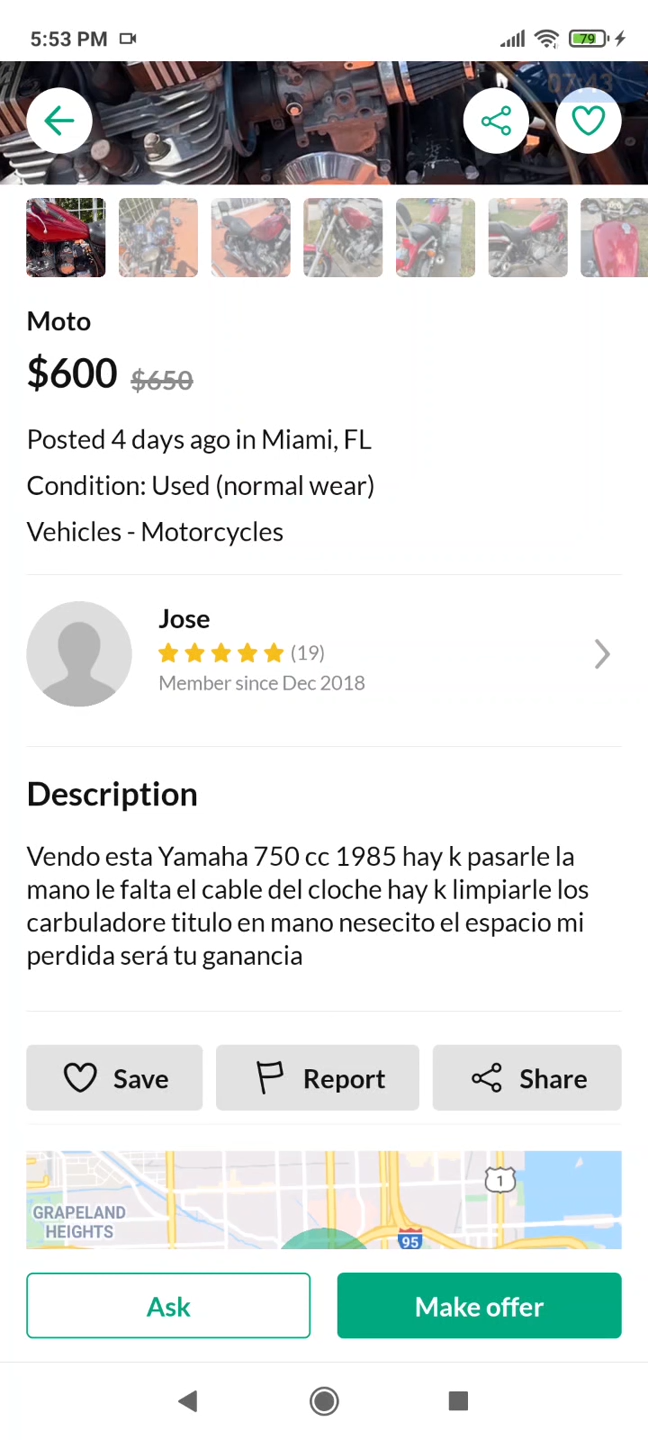 5:53 PM
79
07:43
Moto
$600 $650
Posted 4 days ago in Miami, FL
Condition: Used (normal wear)
Vehicles - Motorcycles
Jose
(19)
Member since Dec 2018
Description
Vendo esta Yamaha 750 cc 1985 hay k pasarle la
mano le falta el cable del cloche hay k limpiarle los
carbuladore titulo en mano nesecito el espacio mi
perdida será tu ganancia
Save Report Share
1
GRAPELAND
HEIGHTS
95
Ask Make offer